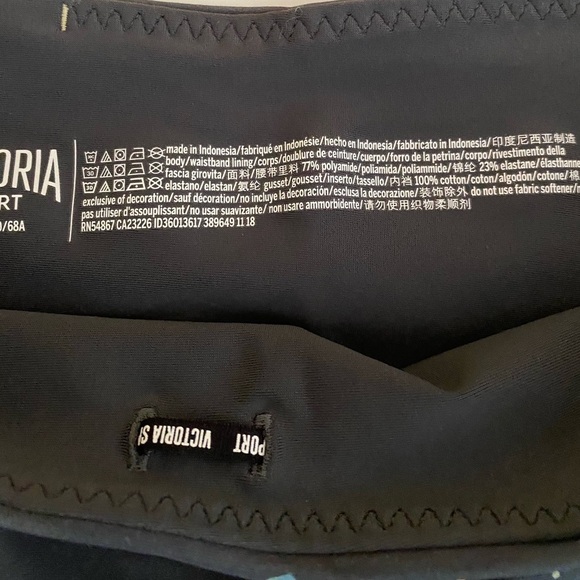 ORIA
RT
/68A
made in Indonesia/fabriqué en Indonésie/hecho en Indonesia/fabbricato in Indonesia/印度尼西亚制造
body/waistband lining/corps/doublure de ceinture/cuerpo/forro de la petrina/corpo/rivestimento della
fascia girovita/面料/腰带里料 77% polyamide/poliamida/poliammide/锦纶 23% elastane/élasthanne
elastano/elastan/氨纶 gusset/gousset/inserto/tassello/内裆 100% cotton/coton/algodón/cotone/棉
exclusive of decoration/sauf décoration/no incluye la decoración/esclusa la decorazione/装饰除外 do not use fabric softener/
pas utiliser d'assouplissant/no usar suavizante/non usare ammorbidente/请勿使用织物柔顺剂
RN54867 CA23226 ID36013617 389649 11 18
PORT VICTORIA S